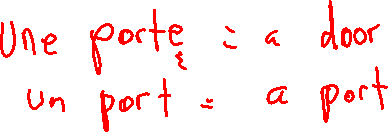 Une porte = a door
un port = a port